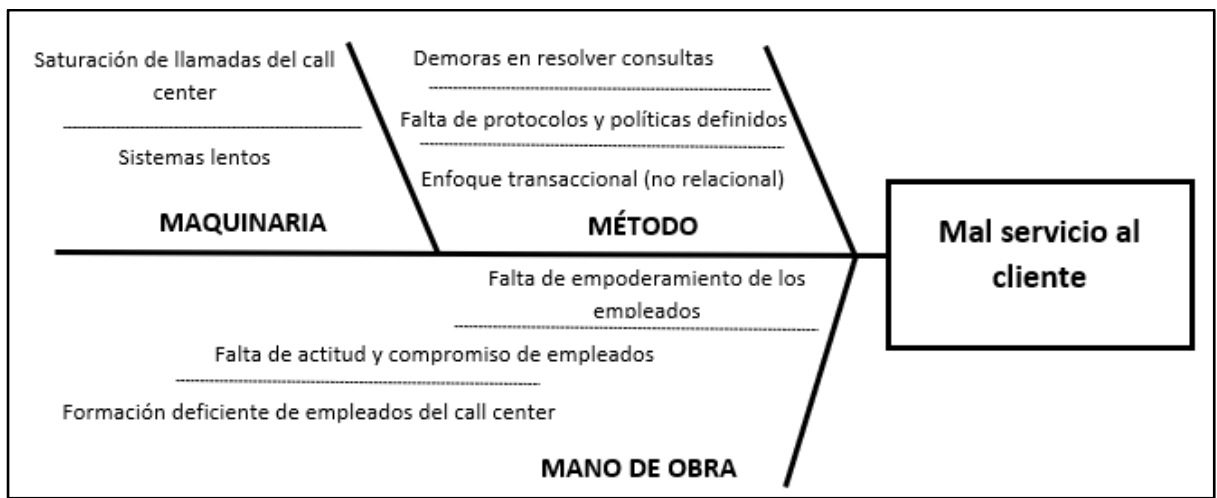 Saturación de llamadas del call
center
Sistemas lentos
MAQUINARIA
Demoras en resolver consultas
Falta de protocolos y políticas definidos
Enfoque transaccional (no relacional)
MÉTODO
Mal servicio al
cliente
Falta de empoderamiento de los
empleados
Falta de actitud y compromiso de empleados
Formación deficiente de empleados del call center
MANO DE OBRA